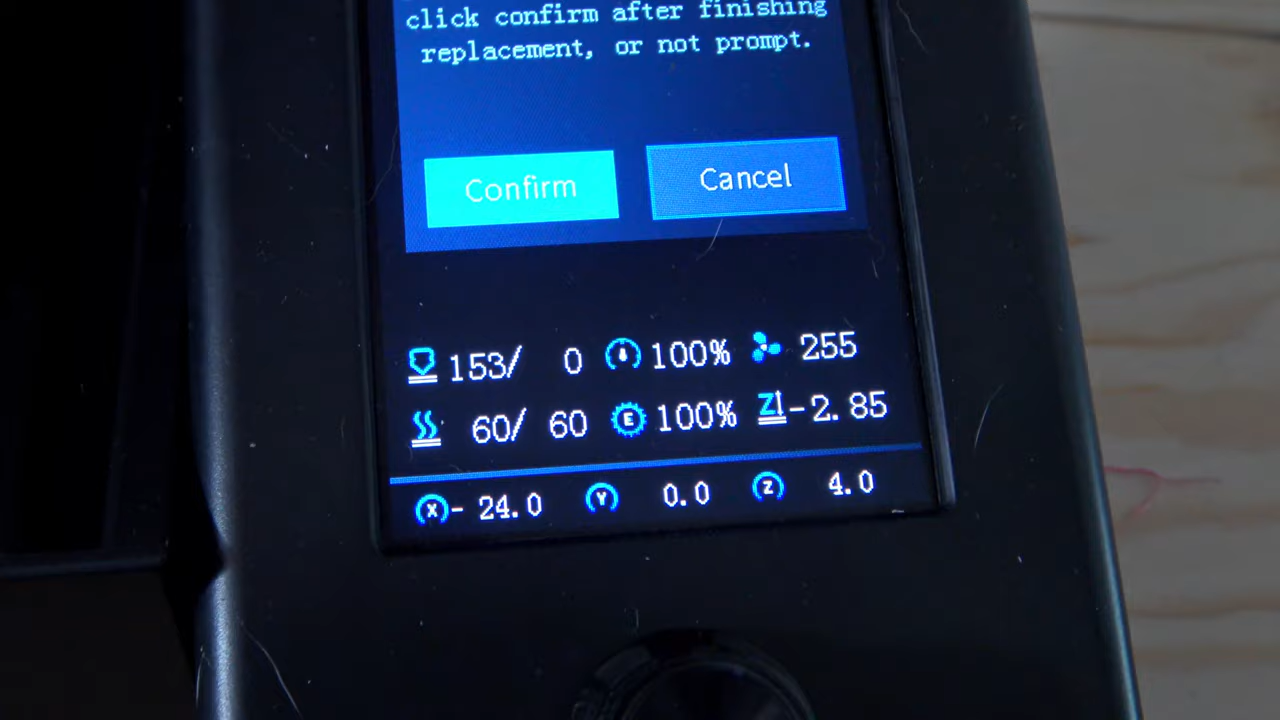 click confirm after finishing
replacement, or not prompt.
Confirm Cancel
153/ 0 100% 255
60/ 60 E 100% Z -2.85
X - 24.0 Y 0.0 Z 4.0